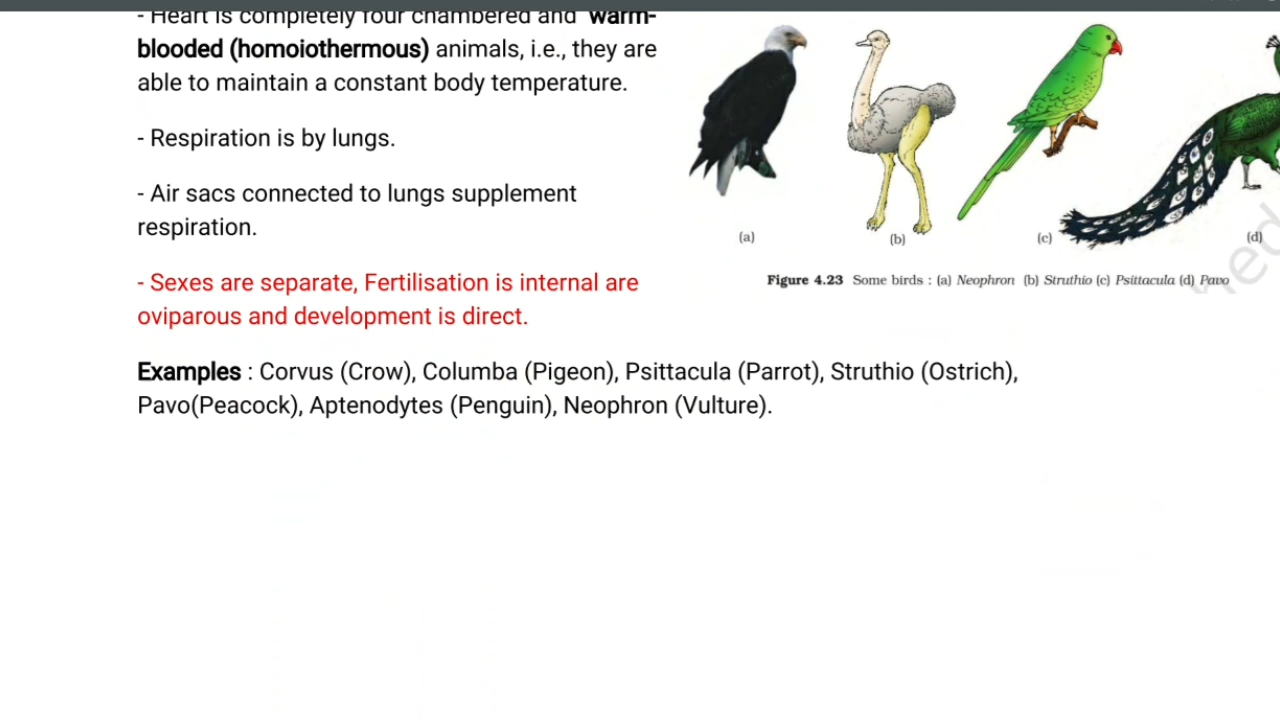 - Heart is completely four chambered and warm-
blooded (homoiothermous) animals, i.e., they are
able to maintain a constant body temperature.
- Respiration is by lungs.
- Air sacs connected to lungs supplement
respiration.
- Sexes are separate, Fertilisation is internal are
oviparous and development is direct.
(a)
(b)
(c)
(d)
Figure 4.23 Some birds : (a) Neophron (b) Struthio (c) Psittacula (d) Pavo
Examples : Corvus (Crow), Columba (Pigeon), Psittacula (Parrot), Struthio (Ostrich),
Pavo(Peacock), Aptenodytes (Penguin), Neophron (Vulture).